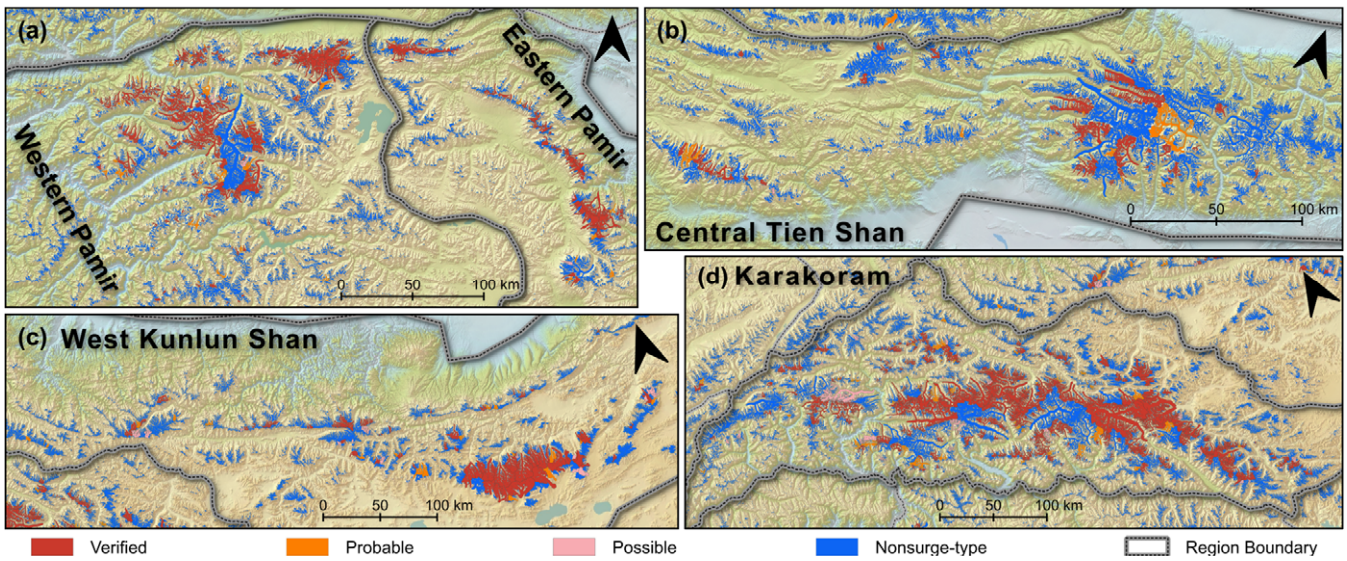 (a)
Eastern Pamir
Western Pamir
0 50 100 km
(b)
0 50 100 km
Central Tien Shan
(c) West Kunlun Shan
0 50 100 km
(d) Karakoram
0 50 100 km
Verified Probable Possible Nonsurge-type Region Boundary